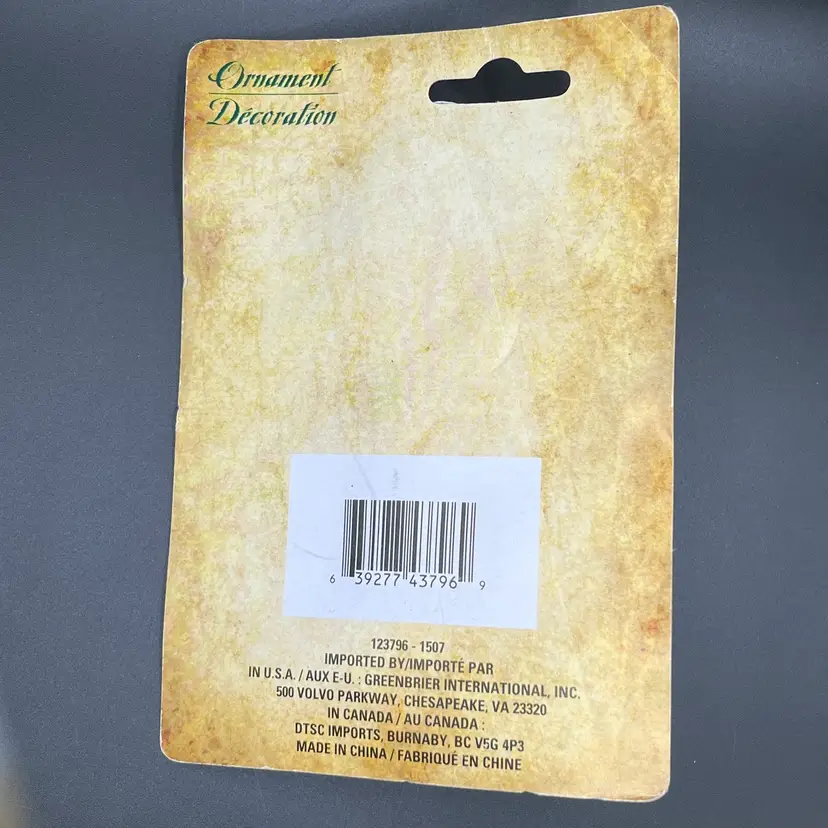 Ornament
Décoration
6 39277 43796 9
123796 - 1507
IMPORTED BY/IMPORTÉ PAR
IN U.S.A. / AUX E-U. : GREENBRIER INTERNATIONAL, INC.
500 VOLVO PARKWAY, CHESAPEAKE, VA 23320
IN CANADA / AU CANADA :
DTSC IMPORTS, BURNABY, BC V5G 4P3
MADE IN CHINA / FABRIQUÉ EN CHINE